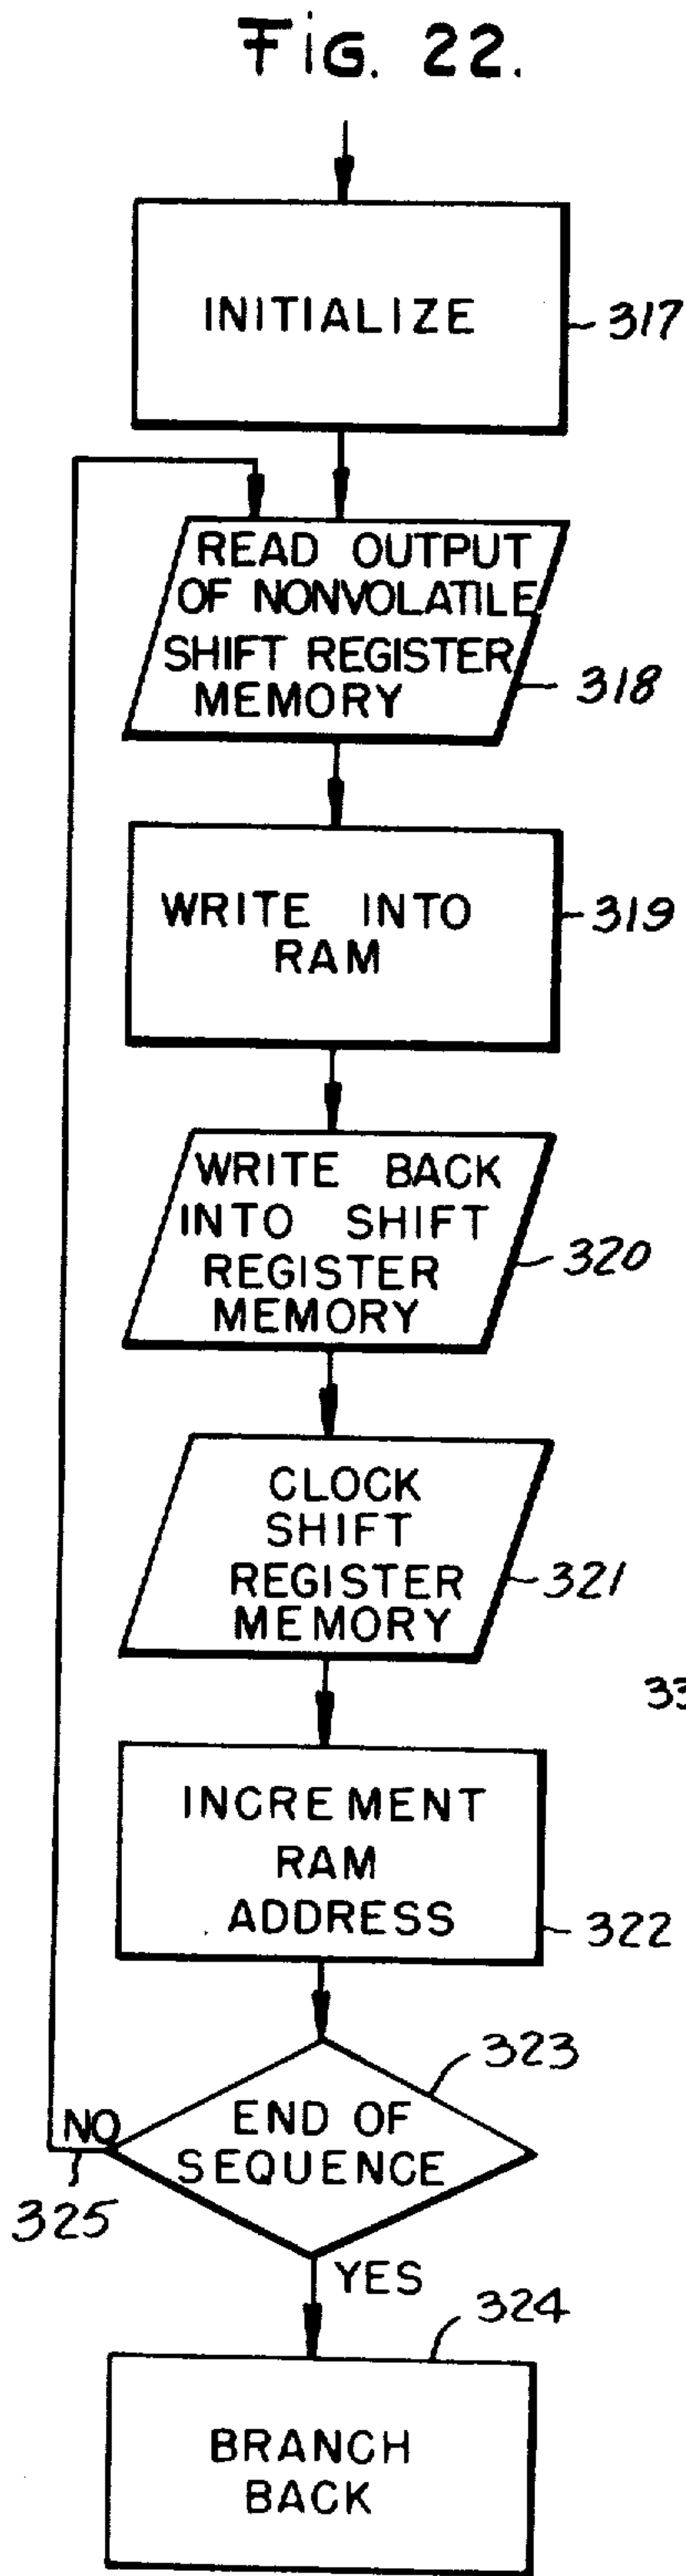 FIG. 22.
INITIALIZE
317
READ OUTPUT
OF NONVOLATILE
SHIFT REGISTER
MEMORY
318
WRITE INTO
RAM
319
WRITE BACK
INTO SHIFT
REGISTER
MEMORY
320
CLOCK
SHIFT
REGISTER
MEMORY
321
33
INCREMENT
RAM
ADDRESS
322
323
END OF
SEQUENCE
NO
325
YES
324
BRANCH
BACK